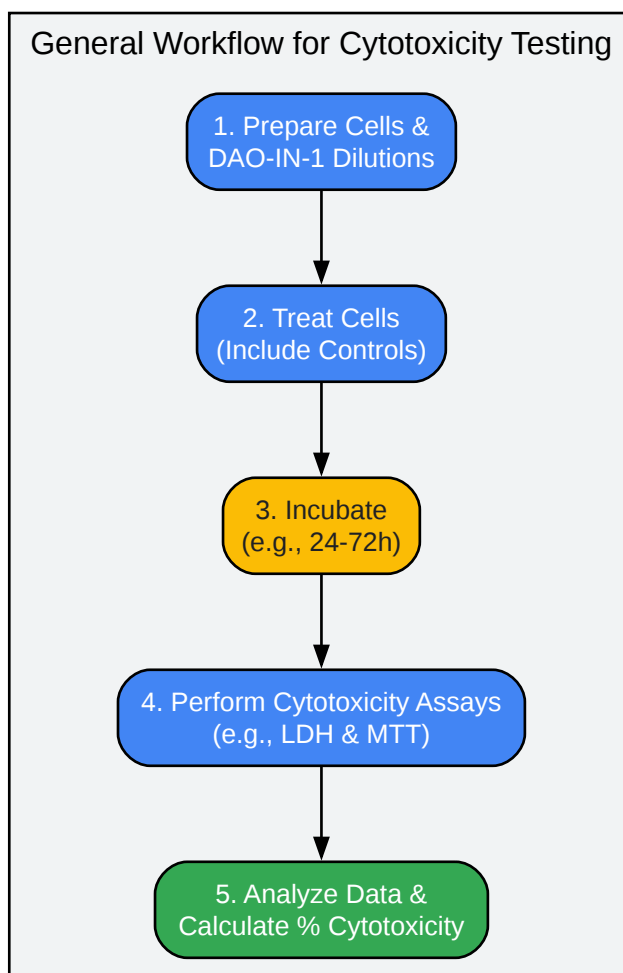 General Workflow for Cytotoxicity Testing
1. Prepare Cells &
DAO-IN-1 Dilutions
2. Treat Cells
(Include Controls)
3. Incubate
(e.g., 24-72h)
4. Perform Cytotoxicity Assays
(e.g., LDH & MTT)
5. Analyze Data &
Calculate % Cytotoxicity